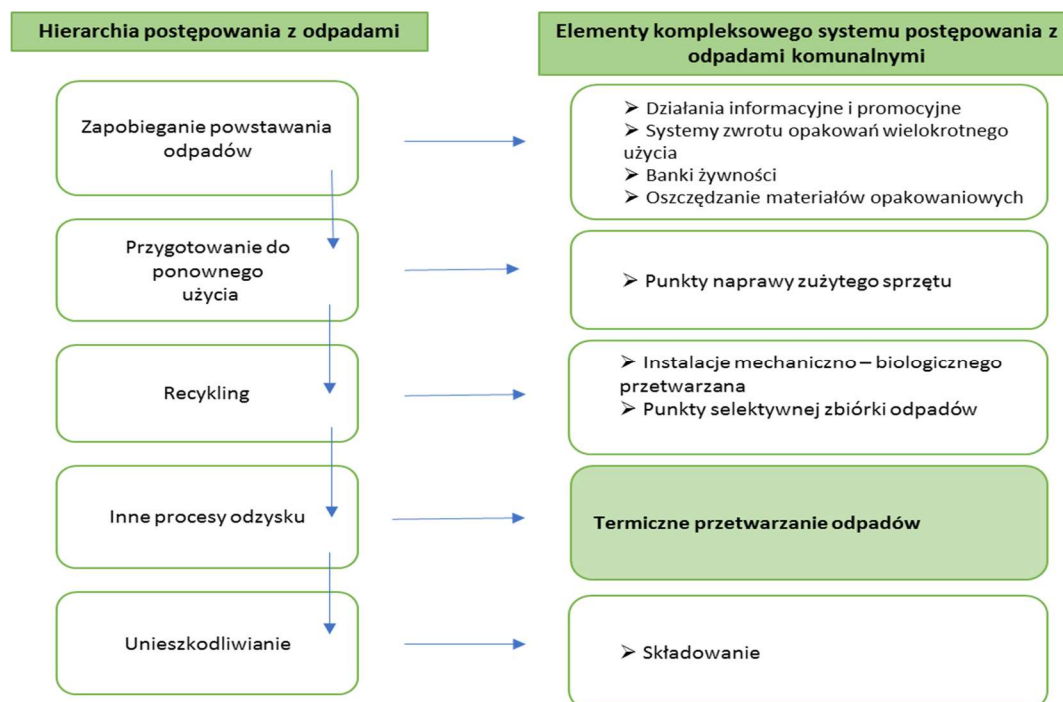 Hierarchia postępowania z odpadami
Elementy kompleksowego systemu postępowania z
odpadami komunalnymi
Zapobieganie powstawania
odpadów
➢ Działania informacyjne i promocyjne
➢ Systemy zwrotu opakowań wielokrotnego
użycia
➢ Banki żywności
➢ Oszczędzanie materiałów opakowaniowych
Przygotowanie do
ponownego
użycia
➢ Punkty naprawy zużytego sprzętu
Recykling
➢ Instalacje mechaniczno – biologicznego
przetwarzana
➢ Punkty selektywnej zbiórki odpadów
Inne procesy odzysku
Termiczne przetwarzanie odpadów
Unieszkodliwianie
➢ Składowanie